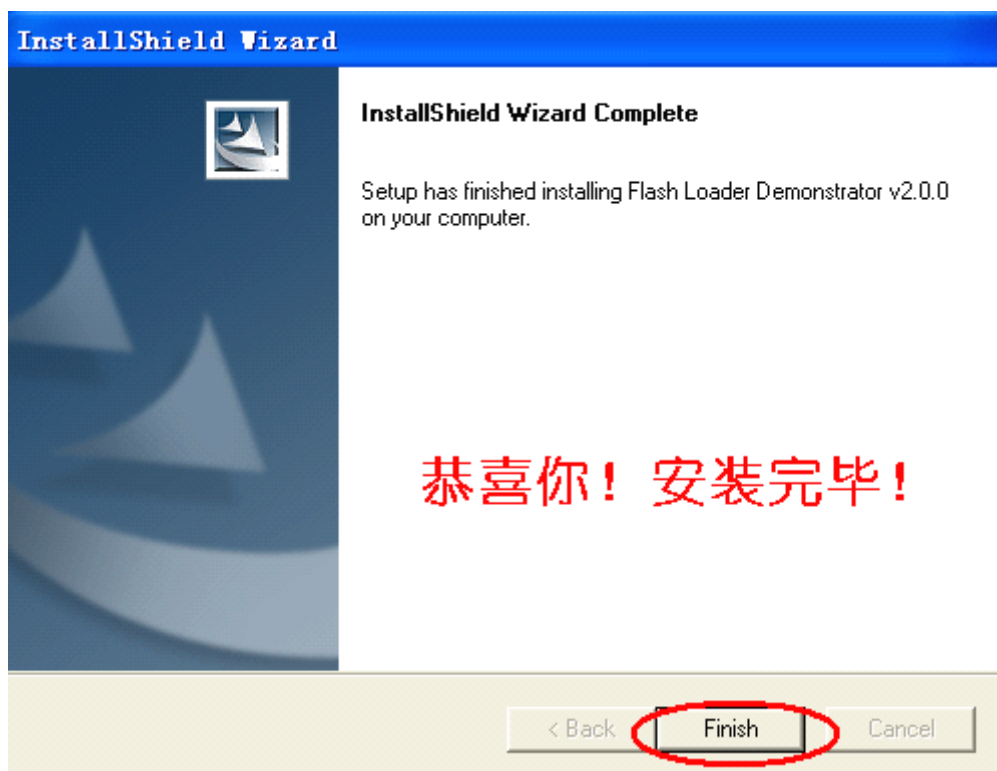 InstallShield Wizard
InstallShield Wizard Complete
Setup has finished installing Flash Loader Demonstrator v2.0.0
on your computer.
恭喜你！安装完毕！
< Back
Finish
Cancel